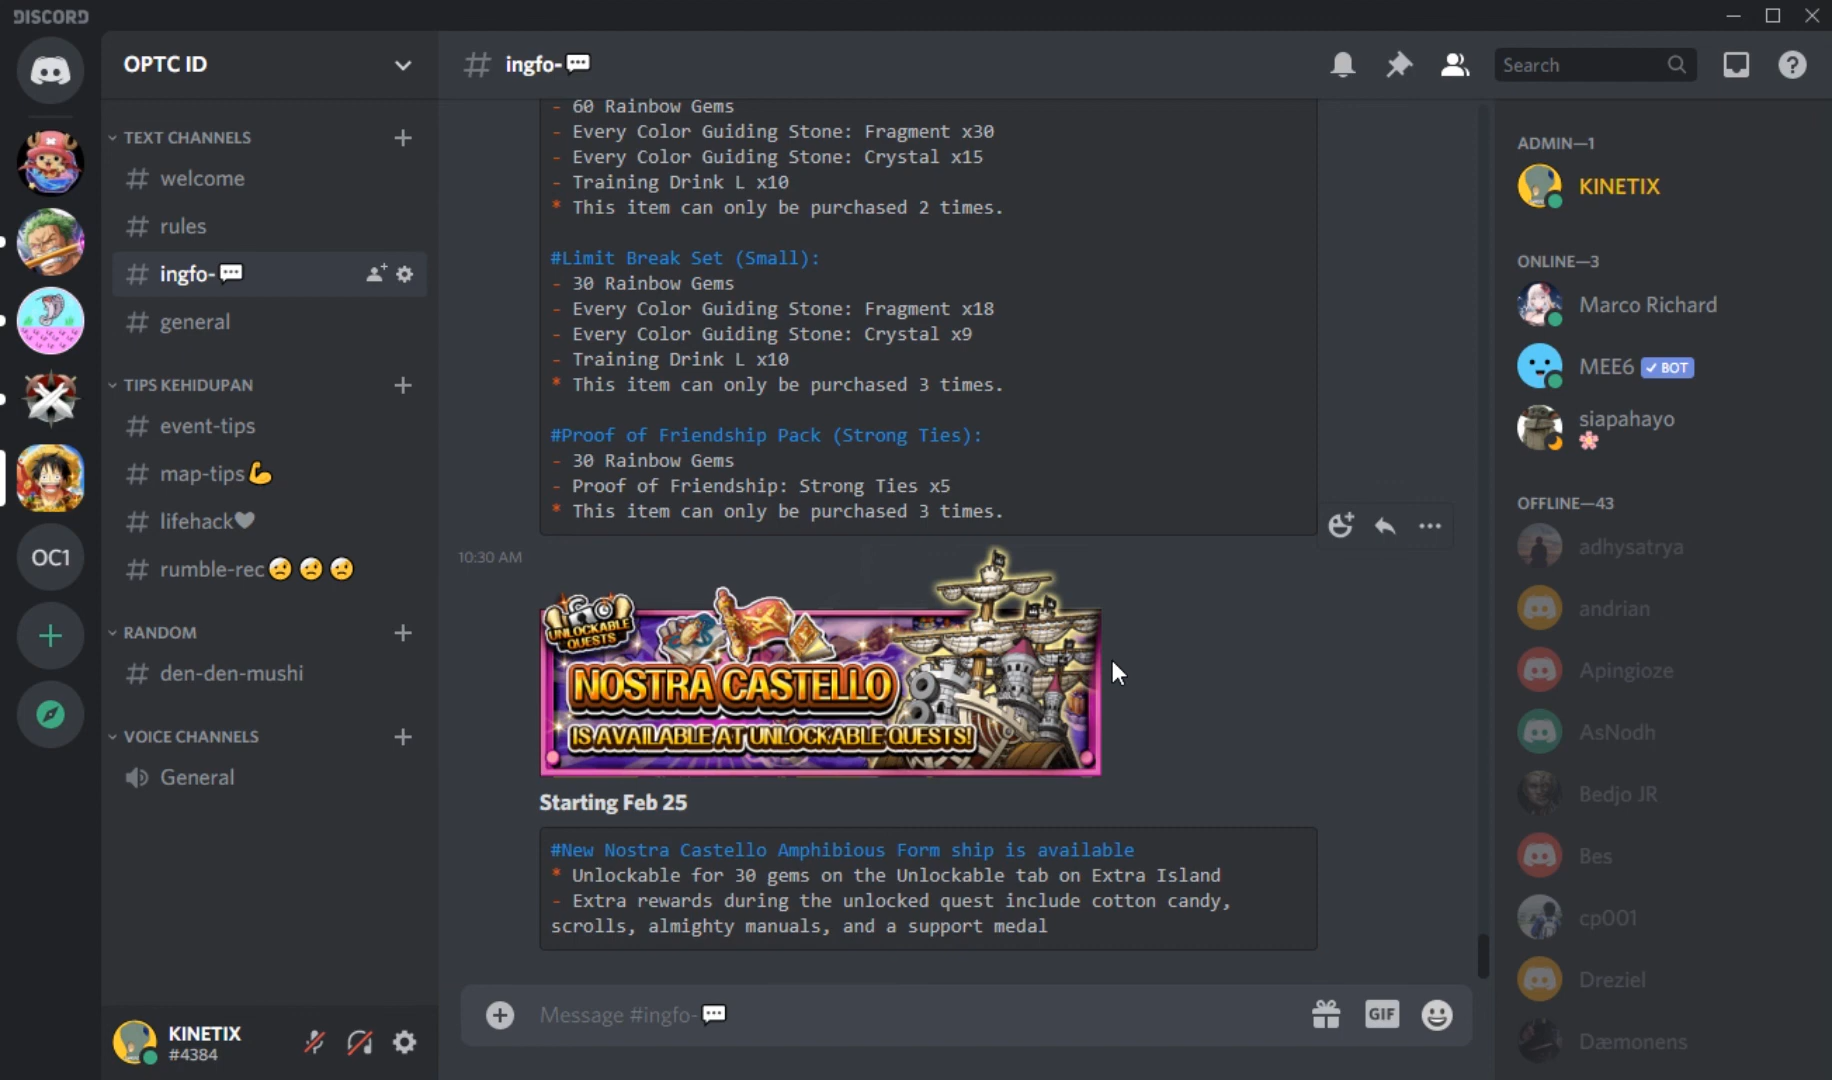 DISCORD
OPTC ID
TEXT CHANNELS
welcome
rules
ingfo-💬
general
TIPS KEHIDUPAN
event-tips
map-tips💪
lifehack🖤
rumble-rec🤕🤕🤕
RANDOM
den-den-mushi
VOICE CHANNELS
General
OC1
KINETIX
#4384
# ingfo-💬
Search
- 60 Rainbow Gems
- Every Color Guiding Stone: Fragment x30
- Every Color Guiding Stone: Crystal x15
- Training Drink L x10
* This item can only be purchased 2 times.
#Limit Break Set (Small):
- 30 Rainbow Gems
- Every Color Guiding Stone: Fragment x18
- Every Color Guiding Stone: Crystal x9
- Training Drink L x10
* This item can only be purchased 3 times.
#Proof of Friendship Pack (Strong Ties):
- 30 Rainbow Gems
- Proof of Friendship: Strong Ties x5
* This item can only be purchased 3 times.
10:30 AM
UNLOCKABLE
QUESTS
NOSTRA CASTELLO
IS AVAILABLE AT UNLOCKABLE QUESTS!
Starting Feb 25
#New Nostra Castello Amphibious Form ship is available
* Unlockable for 30 gems on the Unlockable tab on Extra Island
- Extra rewards during the unlocked quest include cotton candy,
scrolls, almighty manuals, and a support medal
Message #ingfo-💬
GIF
ADMIN—1
KINETIX
ONLINE—3
Marco Richard
MEE6 ✓ BOT
siapahayo
🌸
OFFLINE—43
adhysatrya
andrian
Apingioze
AsNodh
Bedjo JR
Bes
cp001
Dreziel
Dæmonens